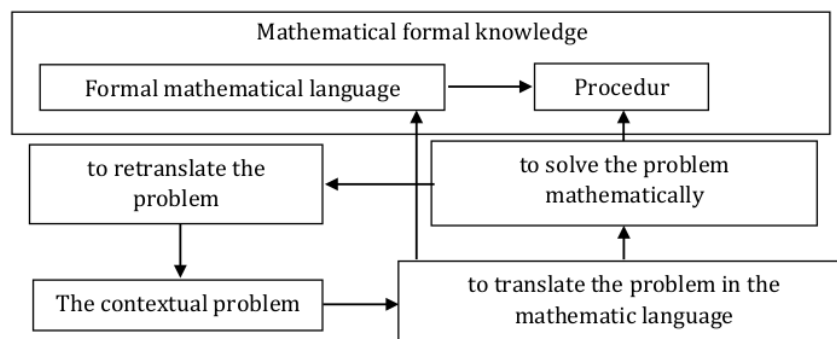 Mathematical formal knowledge
Formal mathematical language
Procedur
to retranslate the
problem
to solve the problem
mathematically
The contextual problem
to translate the problem in the
mathematic language